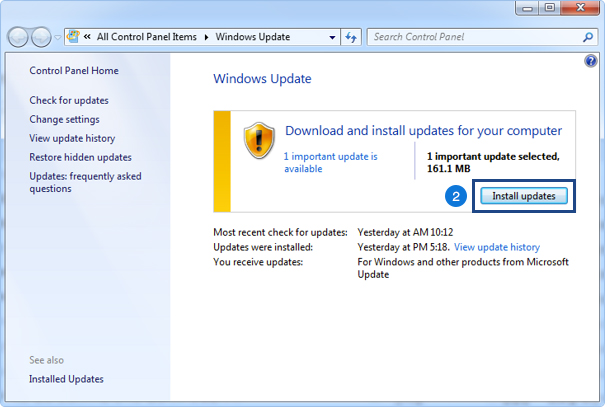 « All Control Panel Items ▸ Windows Update
Search Control Panel
Control Panel Home
Check for updates
Change settings
View update history
Restore hidden updates
Updates: frequently asked
questions
See also
Installed Updates
Windows Update
Download and install updates for your computer
1 important update is
available
1 important update selected,
161.1 MB
2
Install updates
Most recent check for updates: Yesterday at AM 10:12
Updates were installed: Yesterday at PM 5:18. View update history
You receive updates: For Windows and other products from Microsoft
Update